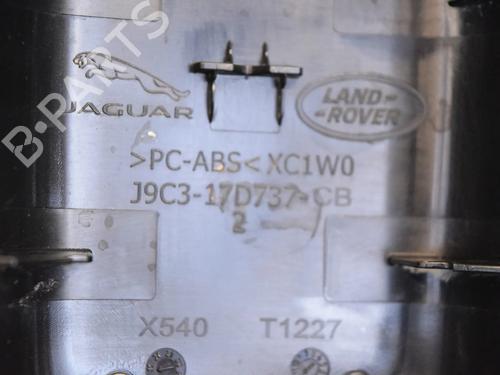 B-PARTS
JAGUAR
LAND-
-ROVER
>PC-ABS< XC1W0
J9C3-17D737-CB
2
X540 T1227